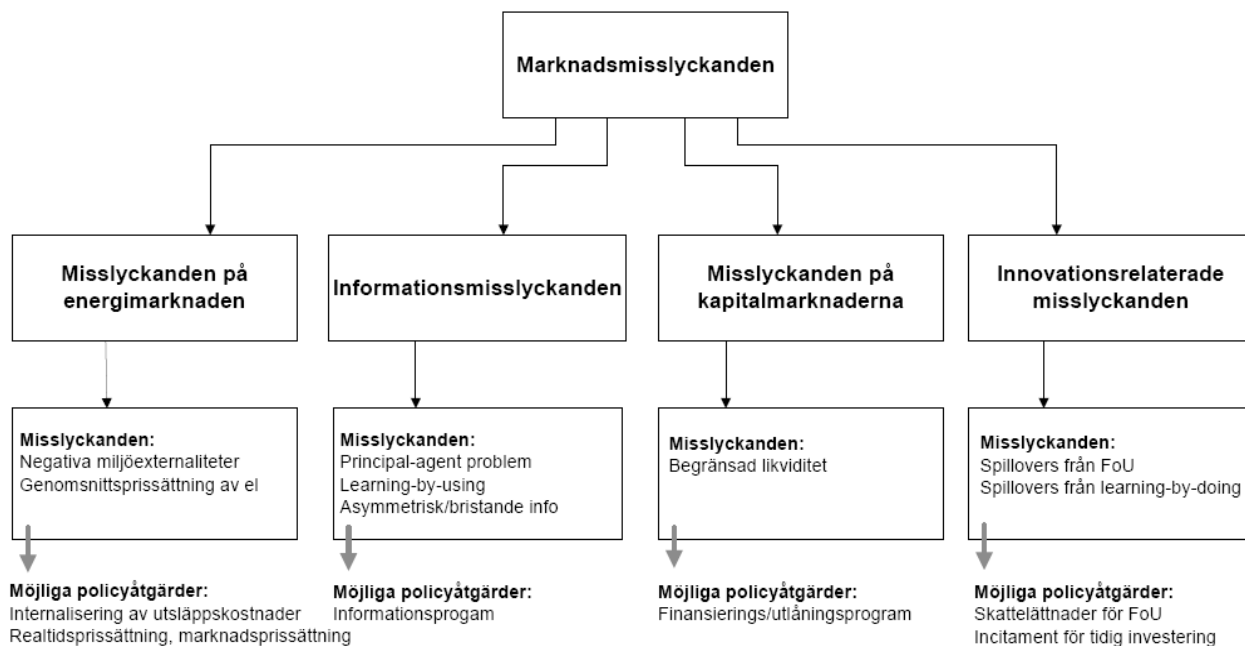 Marknadsmisslyckanden
Misslyckanden på
energimarknaden
Informationsmisslyckanden
Misslyckanden på
kapitalmarknaderna
Innovationsrelaterade
misslyckanden
Misslyckanden:
Negativa miljöexternaliteter
Genomsnittsprissättning av el
Misslyckanden:
Principal-agent problem
Learning-by-using
Asymmetrisk/bristande info
Misslyckanden:
Begränsad likviditet
Misslyckanden:
Spillovers från FoU
Spillovers från learning-by-doing
Möjliga policyåtgärder:
Internalisering av utsläppskostnader
Realtidsprissättning, marknadsprissättning
Möjliga policyåtgärder:
Informationsprogam
Möjliga policyåtgärder:
Finansierings/utlåningsprogram
Möjliga policyåtgärder:
Skattelättnader för FoU
Incitament för tidig investering